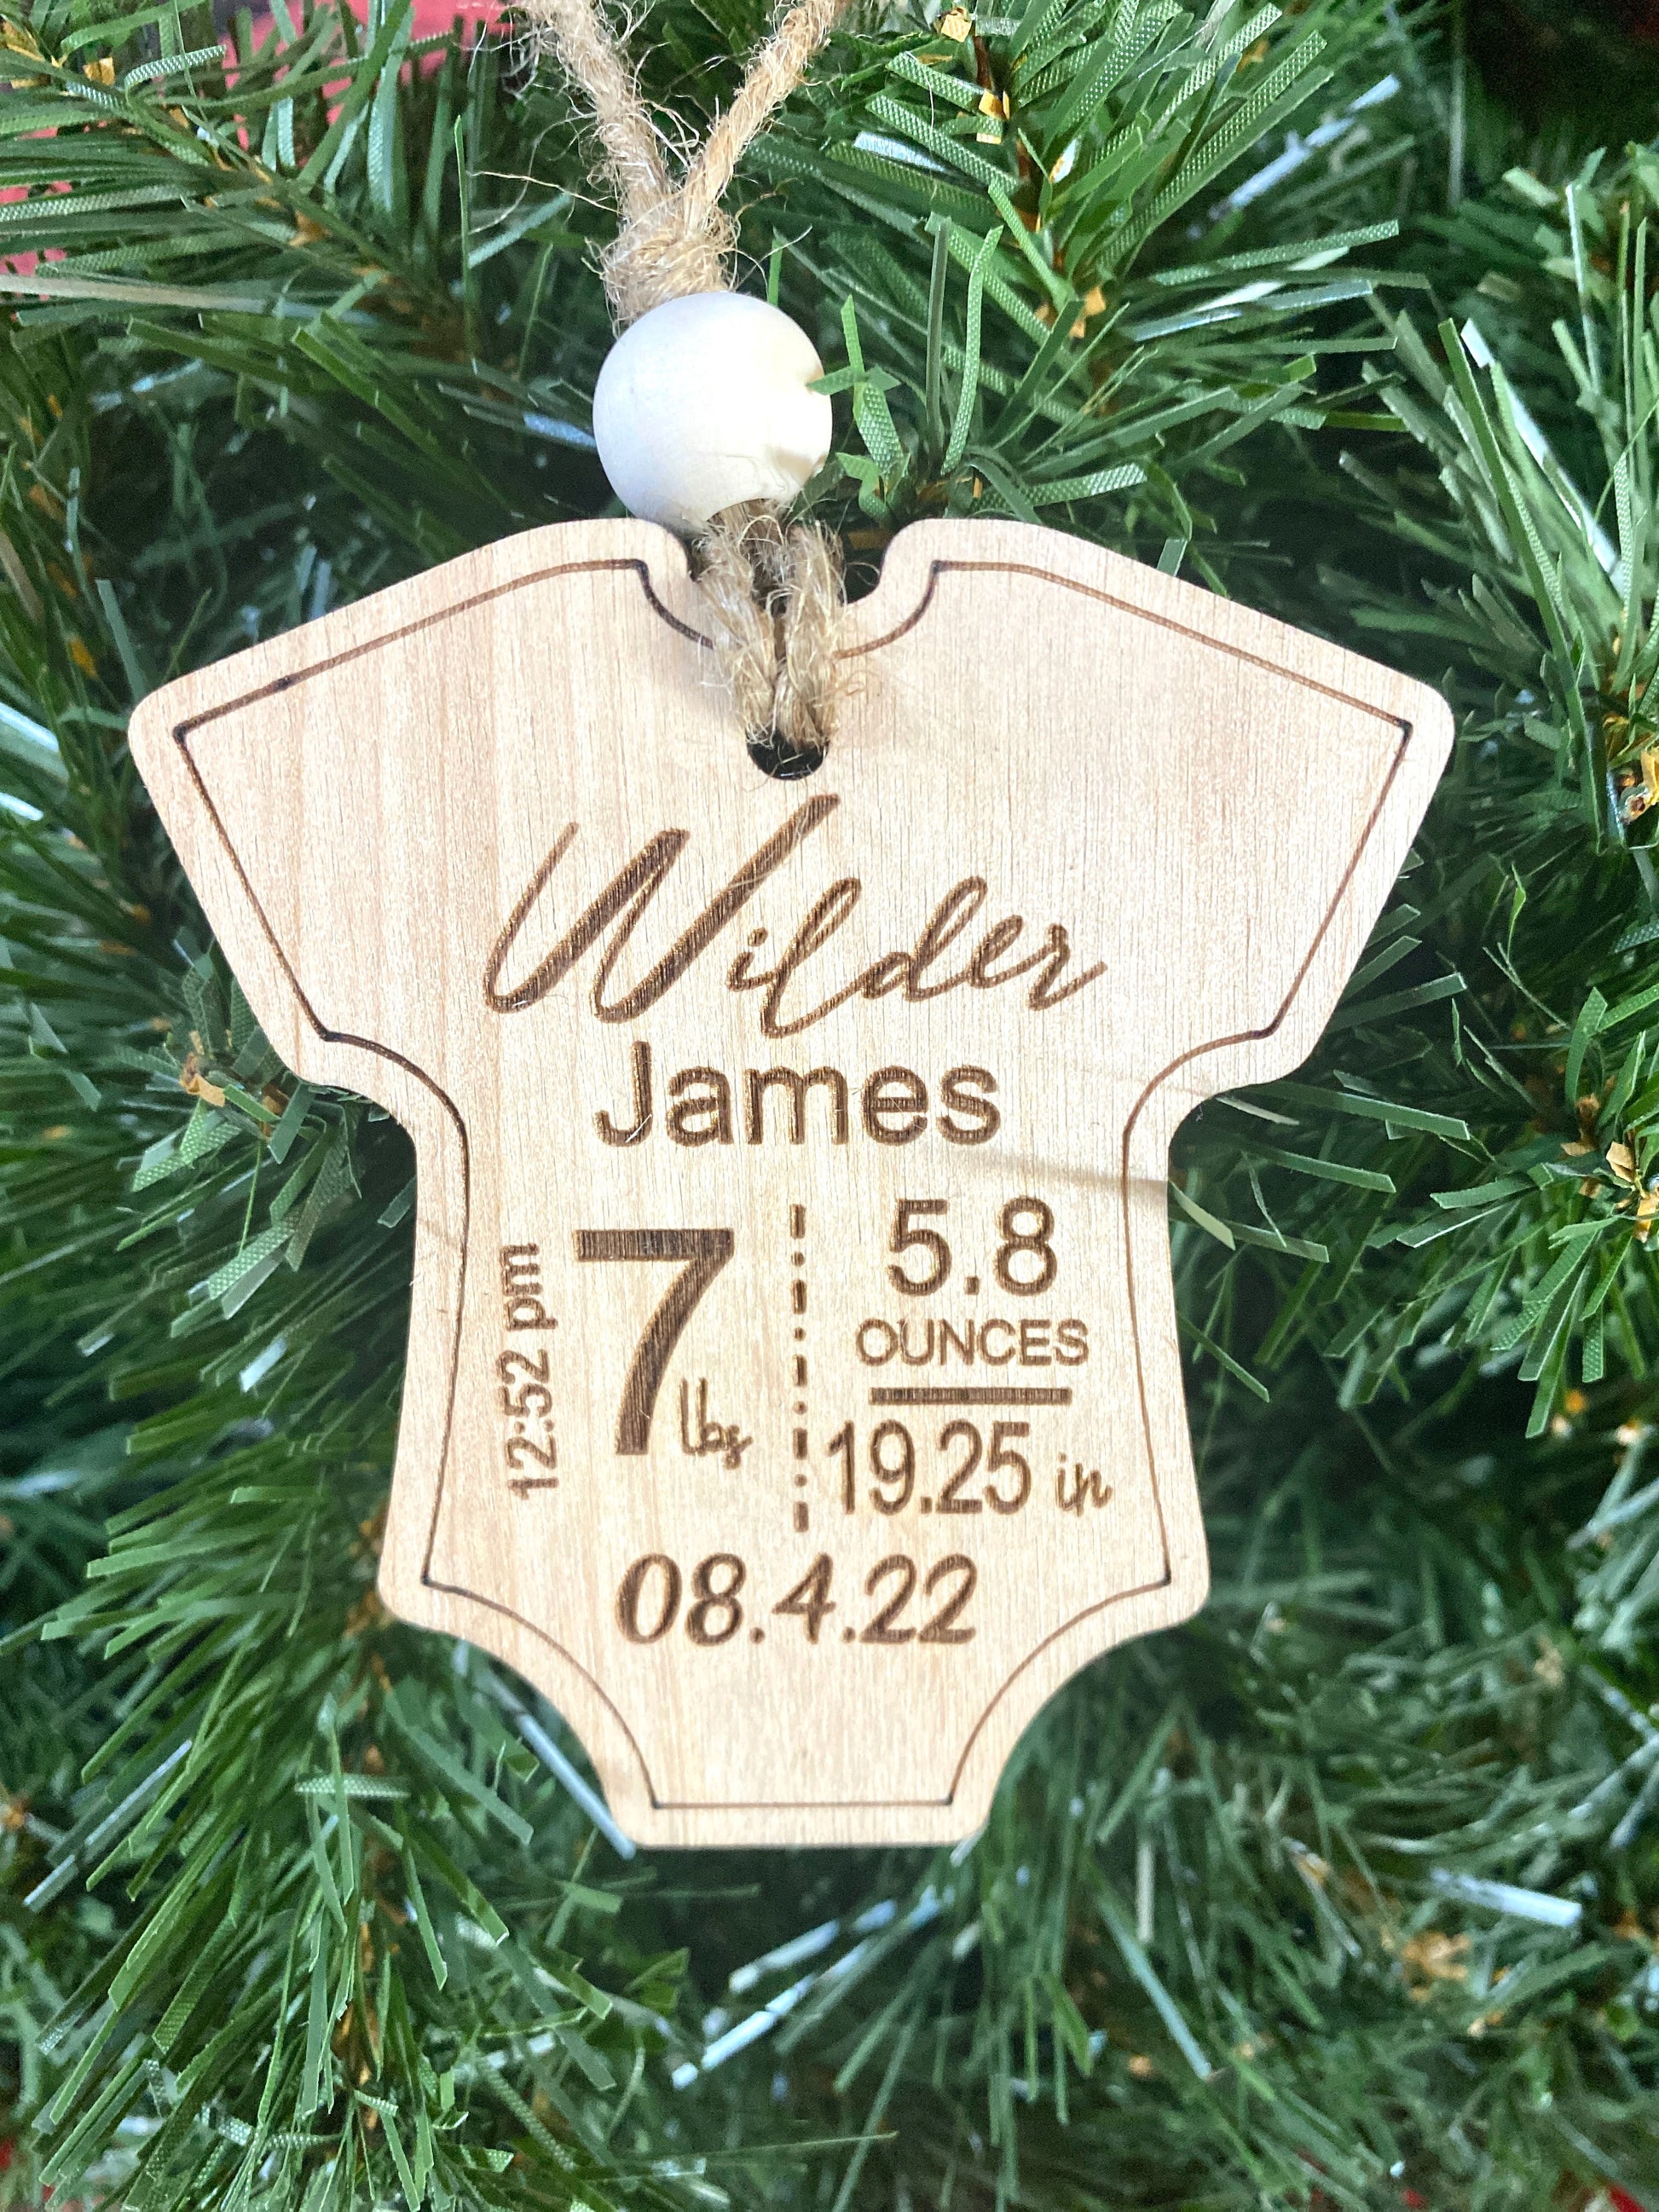 Wilder
James
12:52 pm
7 lbs
5.8
OUNCES
19.25 in
08.4.22